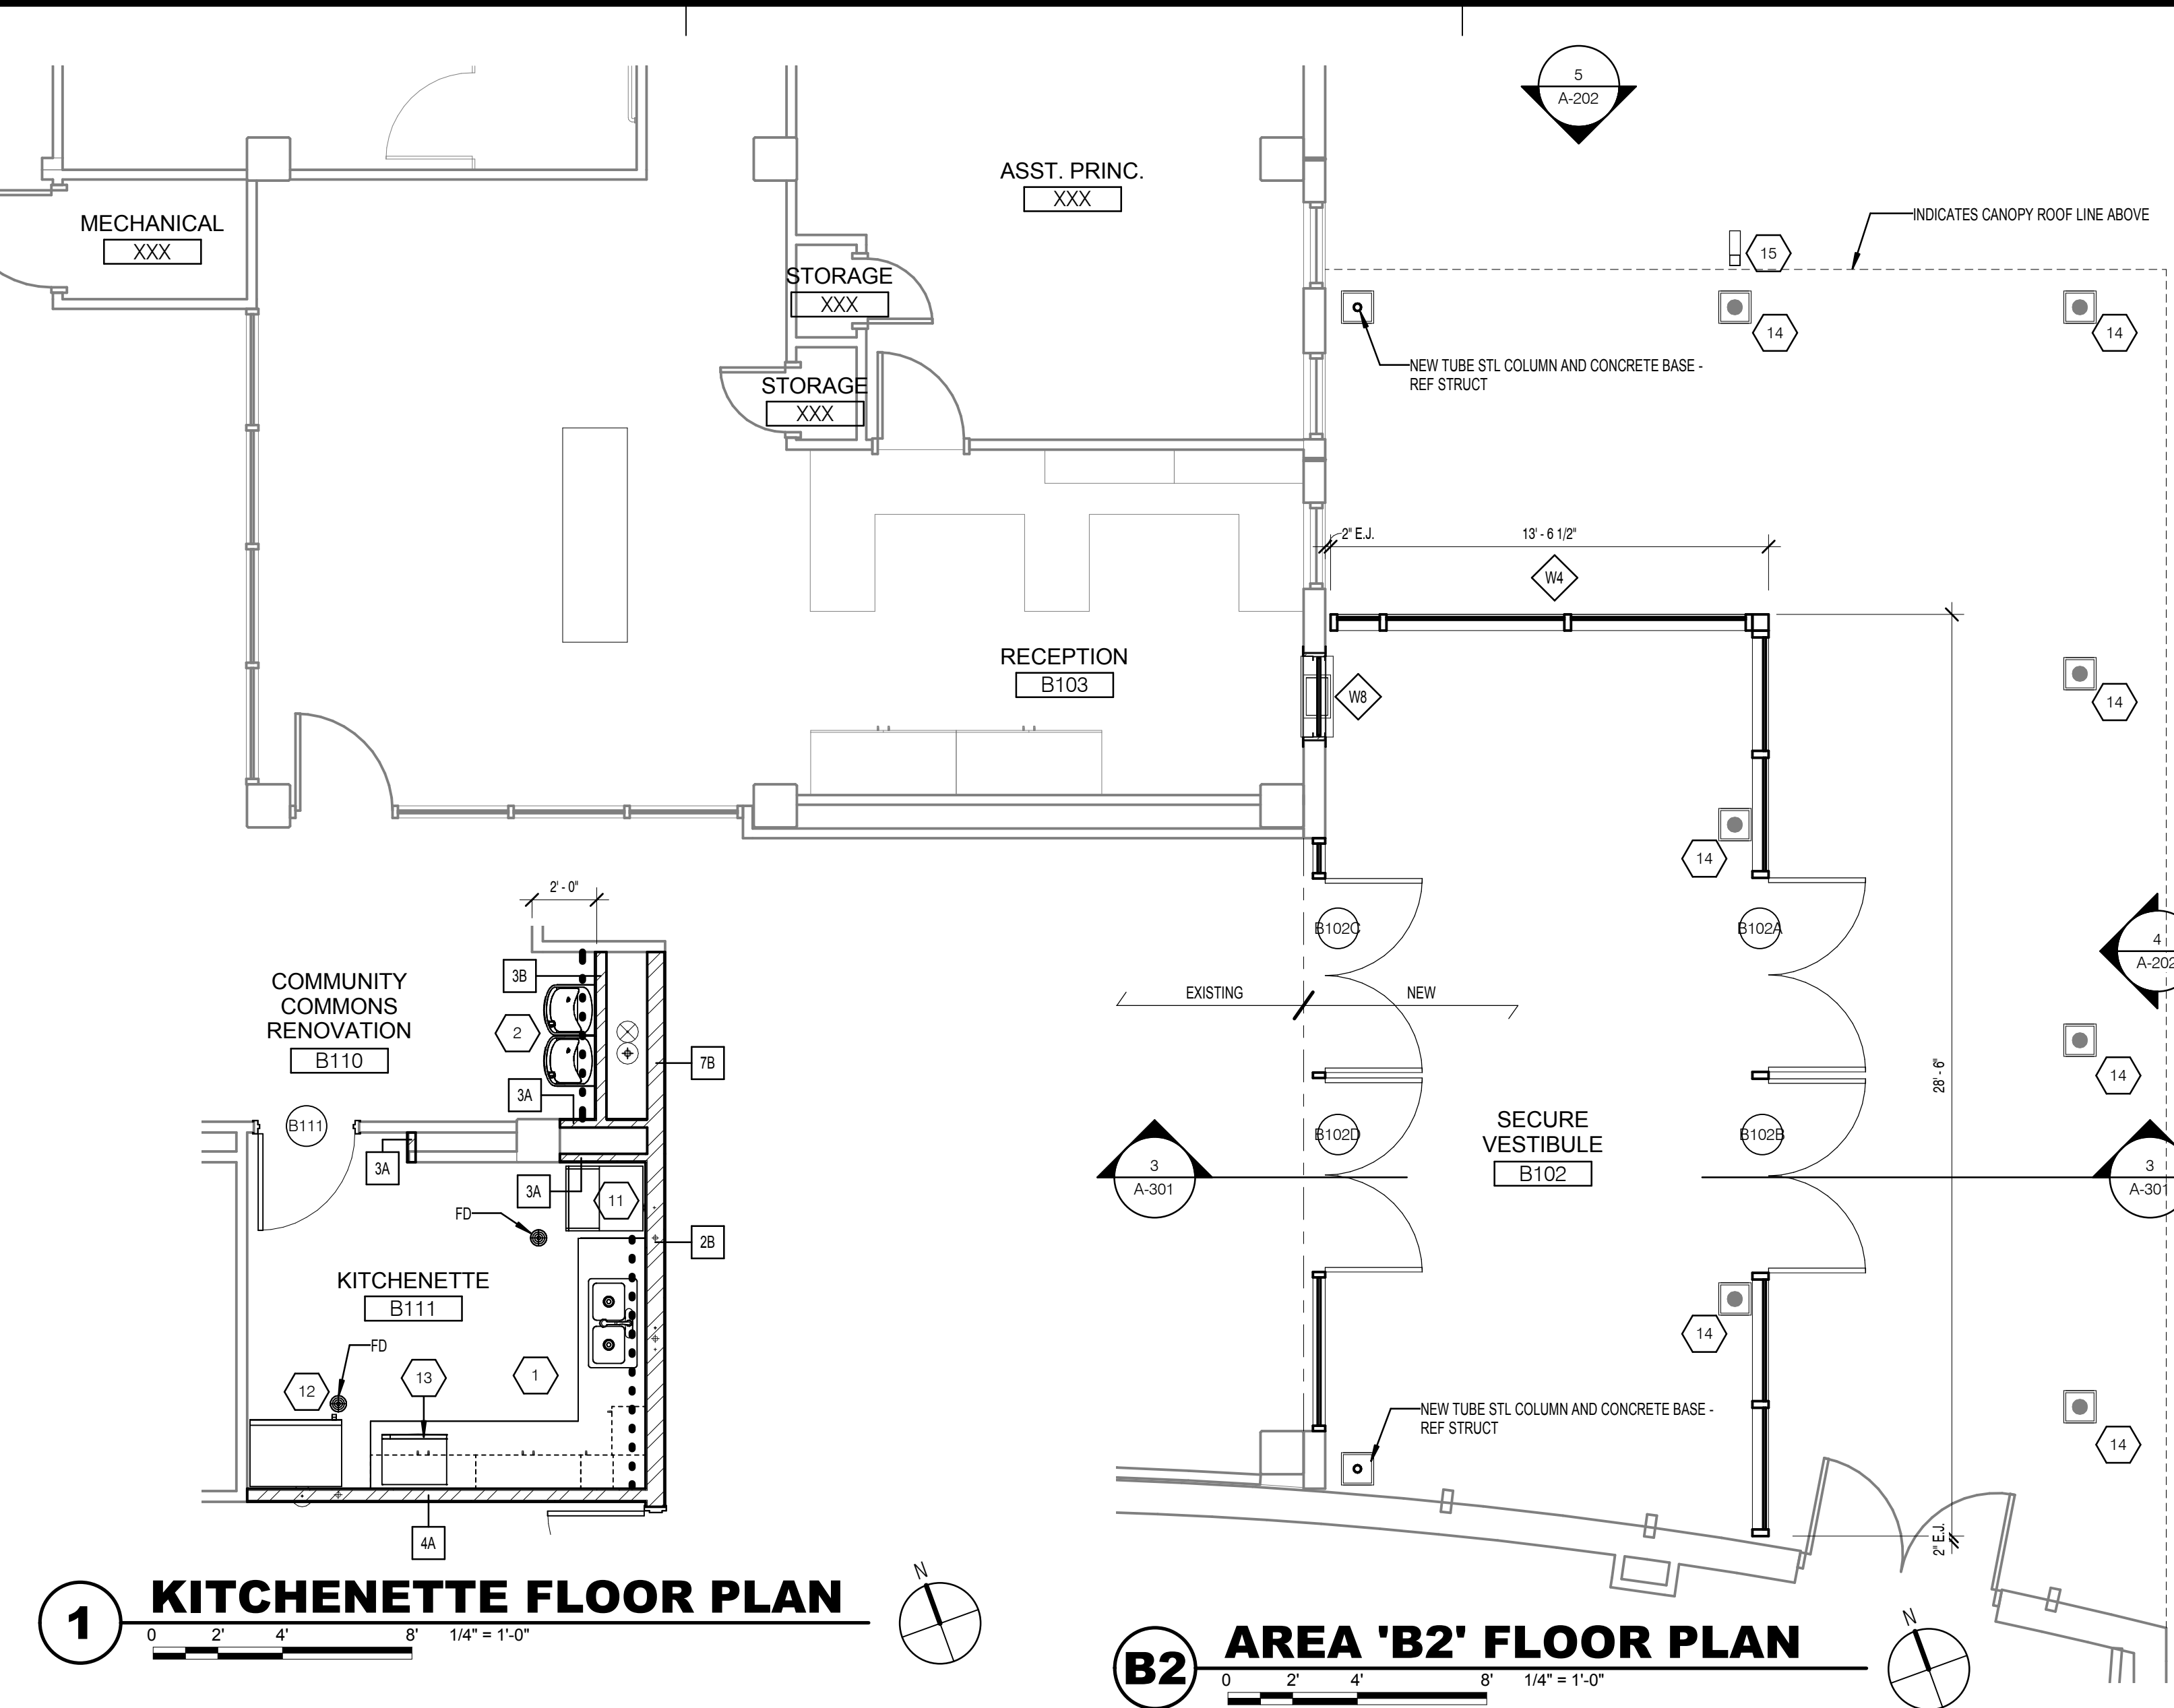 5
A-202
ASST. PRINC.
XXX
MECHANICAL
XXX
INDICATES CANOPY ROOF LINE ABOVE
15
STORAGE
XXX
14
14
NEW TUBE STL COLUMN AND CONCRETE BASE -
REF STRUCT
STORAGE
XXX
2" E.J.
13' - 6 1/2"
W4
RECEPTION
B103
W8
14
14
2' - 0"
B102C
B102A
4
A-202
COMMUNITY
COMMONS
RENOVATION
B110
3B
2
EXISTING
NEW
7B
3A
14
28' - 6"
B111
3A
SECURE
VESTIBULE
B102
B102D
B102B
3
A-301
3
A-301
3A
11
FD
2B
KITCHENETTE
B111
14
FD
12
13
1
NEW TUBE STL COLUMN AND CONCRETE BASE -
REF STRUCT
14
4A
2" E.J.
1
KITCHENETTE FLOOR PLAN
0 2' 4' 8' 1/4" = 1'-0"
N
B2
AREA 'B2' FLOOR PLAN
0 2' 4' 8' 1/4" = 1'-0"
N